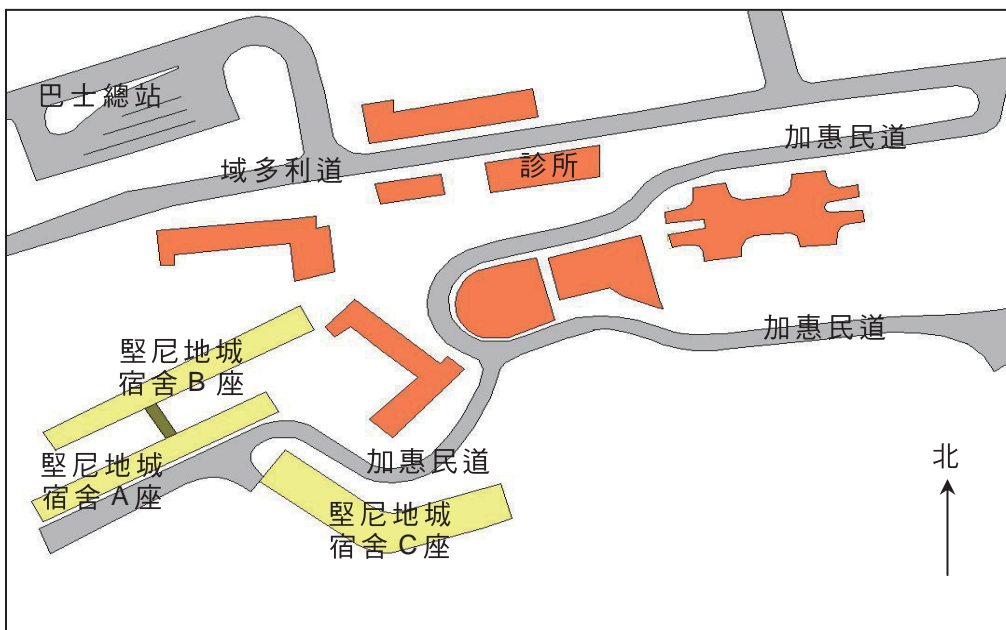 巴士總站
加惠民道
域多利道
診所
加惠民道
堅尼地城
宿舍B座
堅尼地城
宿舍A座
加惠民道
北
堅尼地城
宿舍C座